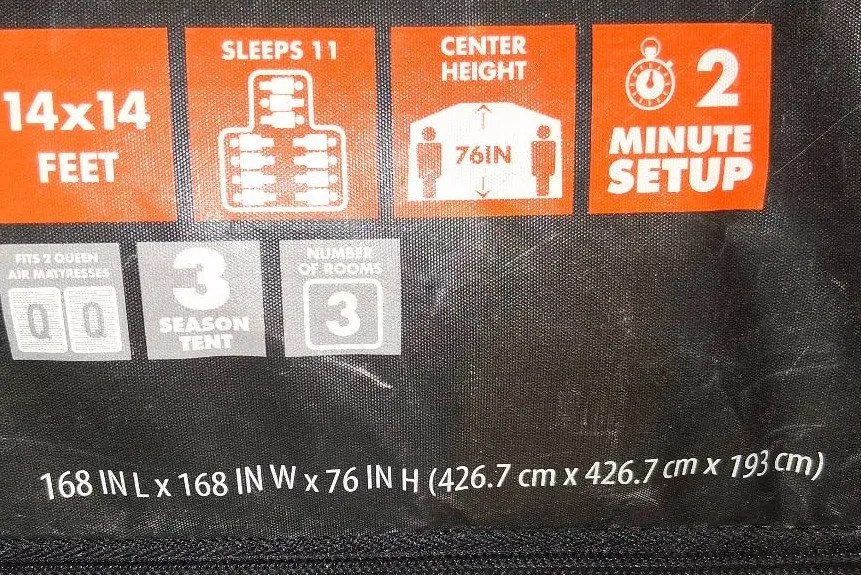 14x14
FEET
SLEEPS 11
CENTER
HEIGHT
76IN
2
MINUTE
SETUP
FITS 2 QUEEN
AIR MATTRESSES
Q Q
3
SEASON
TENT
NUMBER
OF ROOMS
3
168 IN L x 168 IN W x 76 IN H (426.7 cm x 426.7 cm x 193 cm)